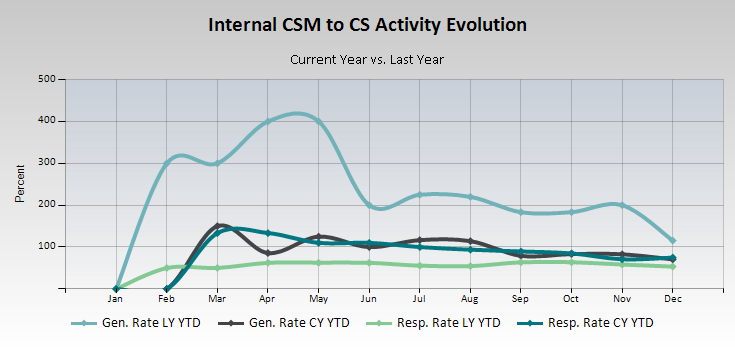 Internal CSM to CS Activity Evolution
Current Year vs. Last Year
500
400
300
200
100
Percent
Jan Feb Mar Apr May Jun Jul Aug Sep Oct Nov Dec
Gen. Rate LY YTD Gen. Rate CY YTD Resp. Rate LY YTD Resp. Rate CY YTD